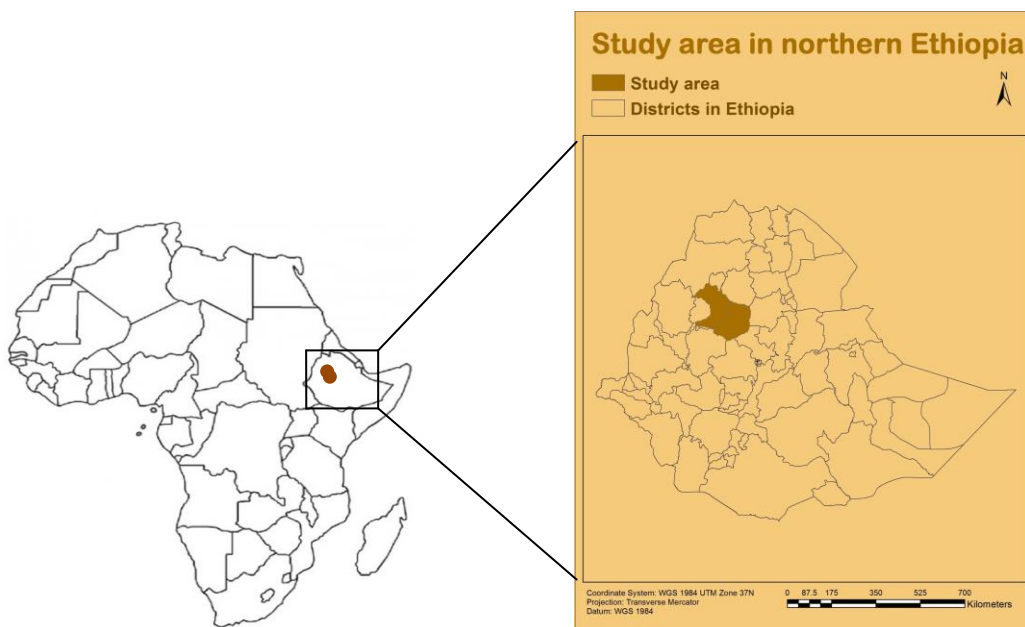 Study area in northern Ethiopia
N
Study area
Districts in Ethiopia
Coordinate System: WGS 1984 UTM Zone 37N
Projection: Transverse Mercator
Datum: WGS 1984
0 87.5 175 350 525 700
Kilometers